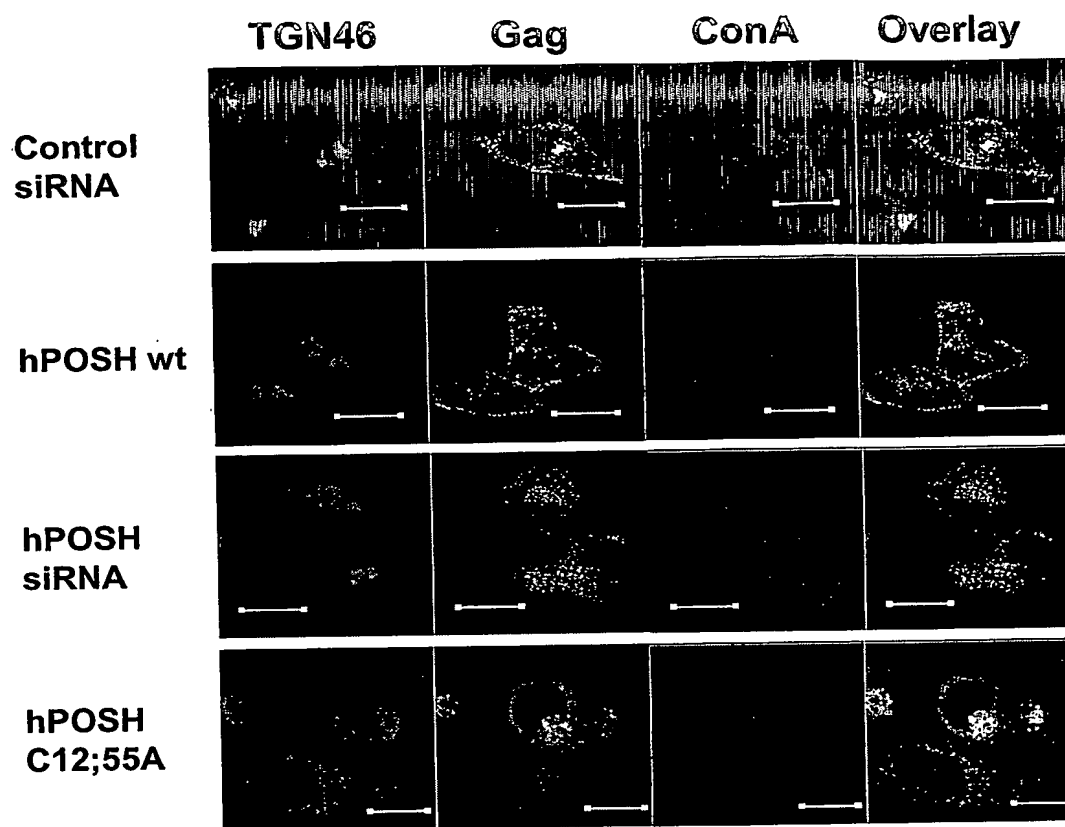 TGN46 Gag ConA Overlay
Control
siRNA
hPOSH wt
hPOSH
siRNA
hPOSH
C12;55A